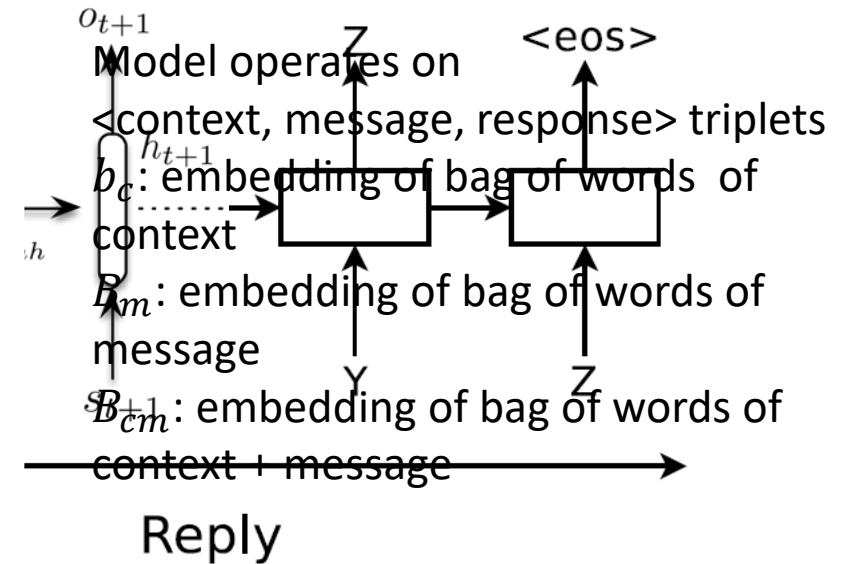 o_{t+1}
Z
<eos>
Model operates on
<context, message, response> triplets
h_{t+1}
b_c: embedding of bag of words of
context
h
B_m: embedding of bag of words of
message
Y
Z
s_{t+1}
B_{cm}: embedding of bag of words of
context + message
Reply